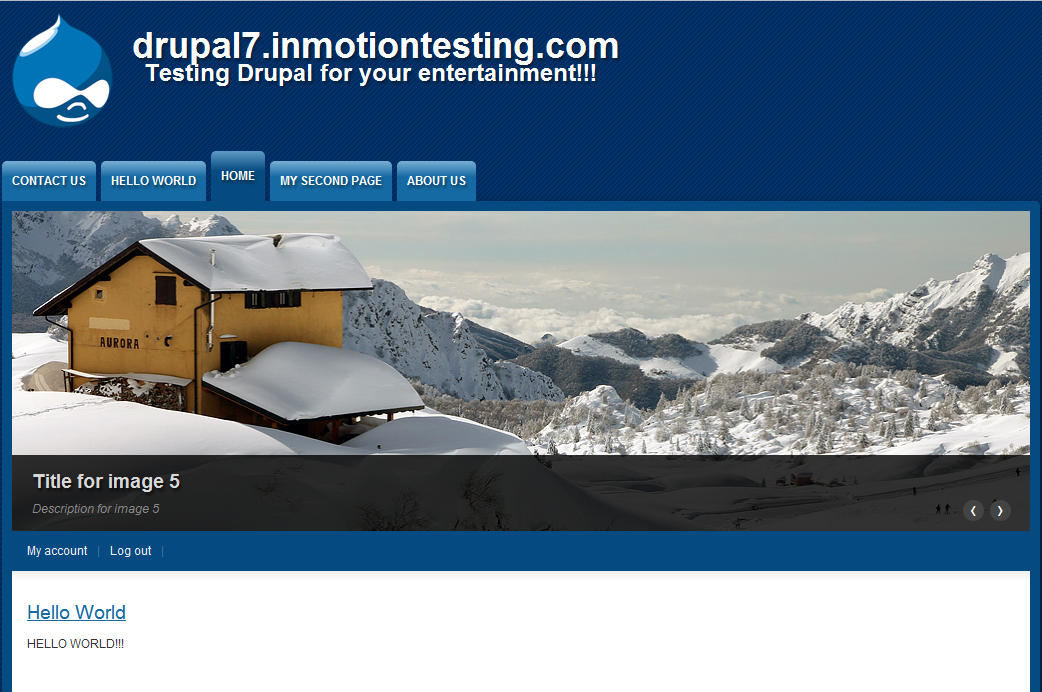 drupal7.inmotiontesting.com
Testing Drupal for your entertainment!!!
CONTACT US
HELLO WORLD
HOME
MY SECOND PAGE
ABOUT US
AURORA
Title for image 5
Description for image 5
My account | Log out |
Hello World
HELLO WORLD!!!